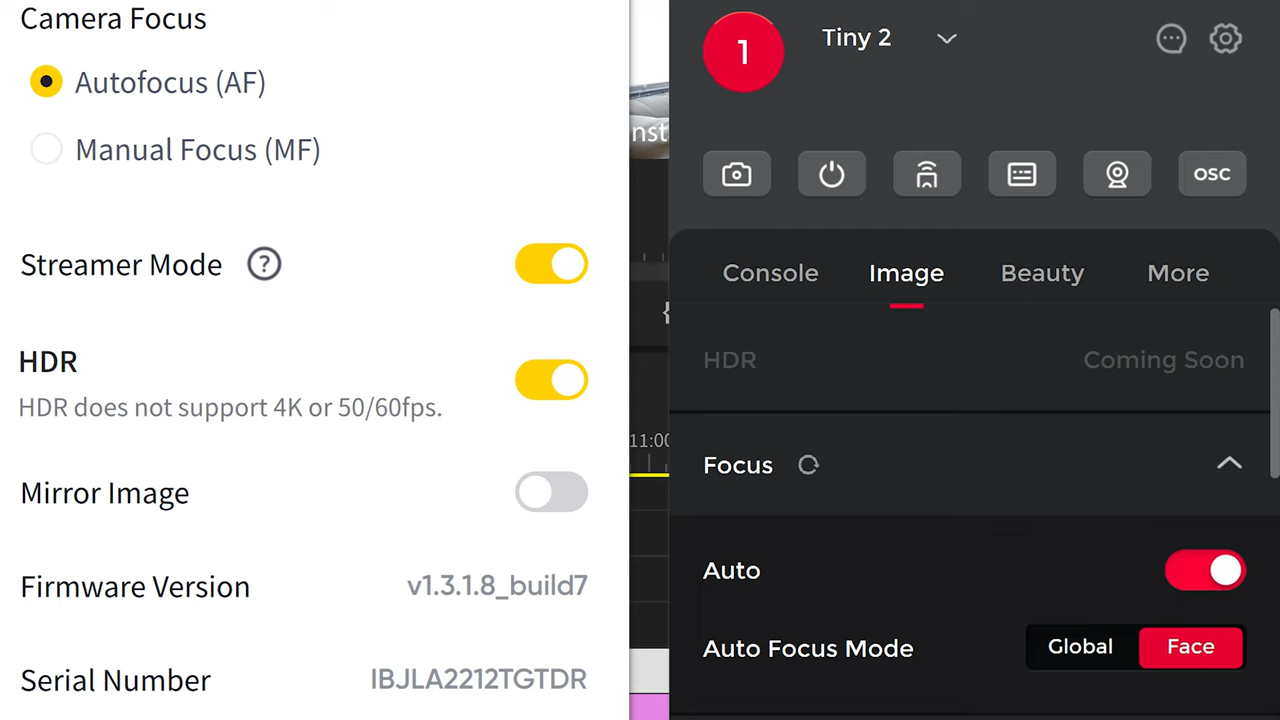 Camera Focus
Autofocus (AF)
Manual Focus (MF)
Streamer Mode ?
HDR
HDR does not support 4K or 50/60fps.
Mirror Image
Firmware Version v1.3.1.8_build7
Serial Number IBJLA2212TGTDR
nst
11:00
1
Tiny 2
OSC
Console Image Beauty More
HDR Coming Soon
Focus
Auto
Auto Focus Mode Global Face